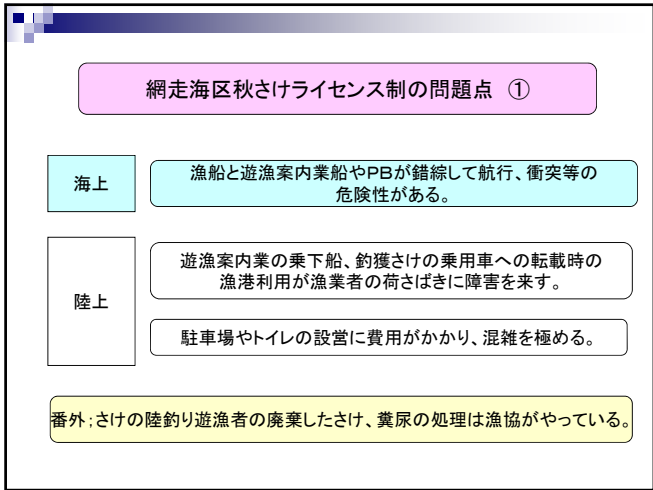 網走海区秋さけライセンス制の問題点　①
海上
漁船と遊漁案内業船やPBが錯綜して航行、衝突等の
危険性がある。
陸上
遊漁案内業の乗下船、釣獲さけの乗用車への転載時の
漁港利用が漁業者の荷さばきに障害を来す。
駐車場やトイレの設営に費用がかかり、混雑を極める。
番外；さけの陸釣り遊漁者の廃棄したさけ、糞尿の処理は漁協がやっている。